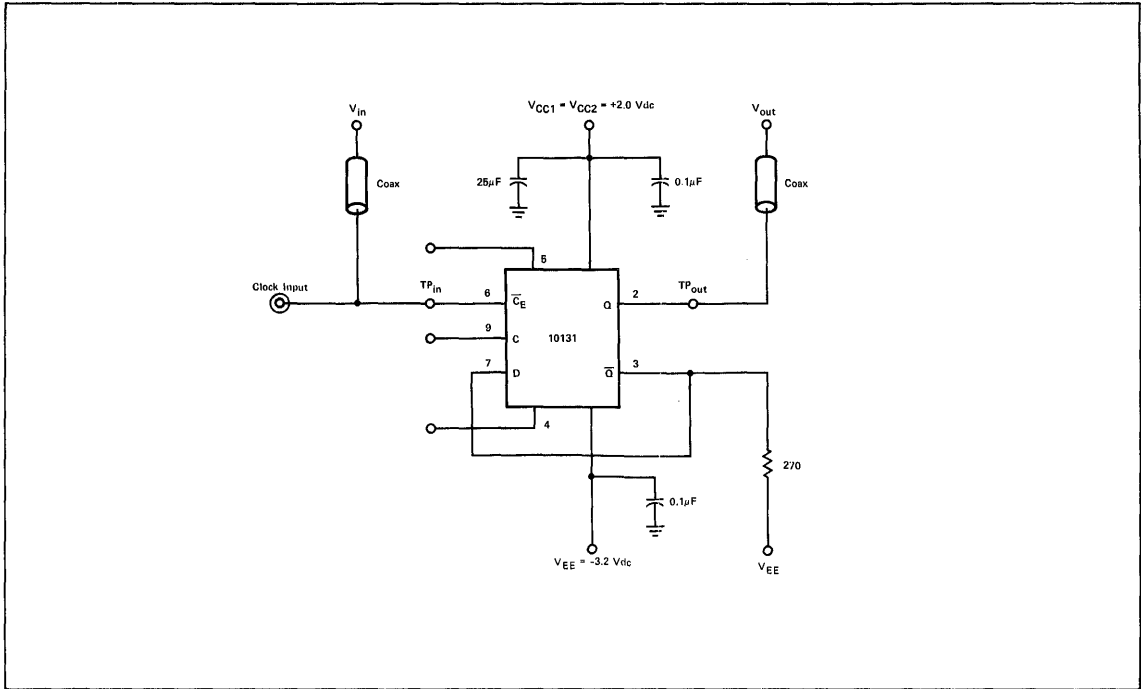 V_in
V_CC1 = V_CC2 = +2.0 Vdc
V_out
Coax
25µF
0.1µF
Coax
5
Clock Input
TP_in
6
C̅_E
Q
2
TP_out
9
C
10131
7
D
Q̅
3
4
270
0.1µF
V_EE = -3.2 Vdc
V_EE